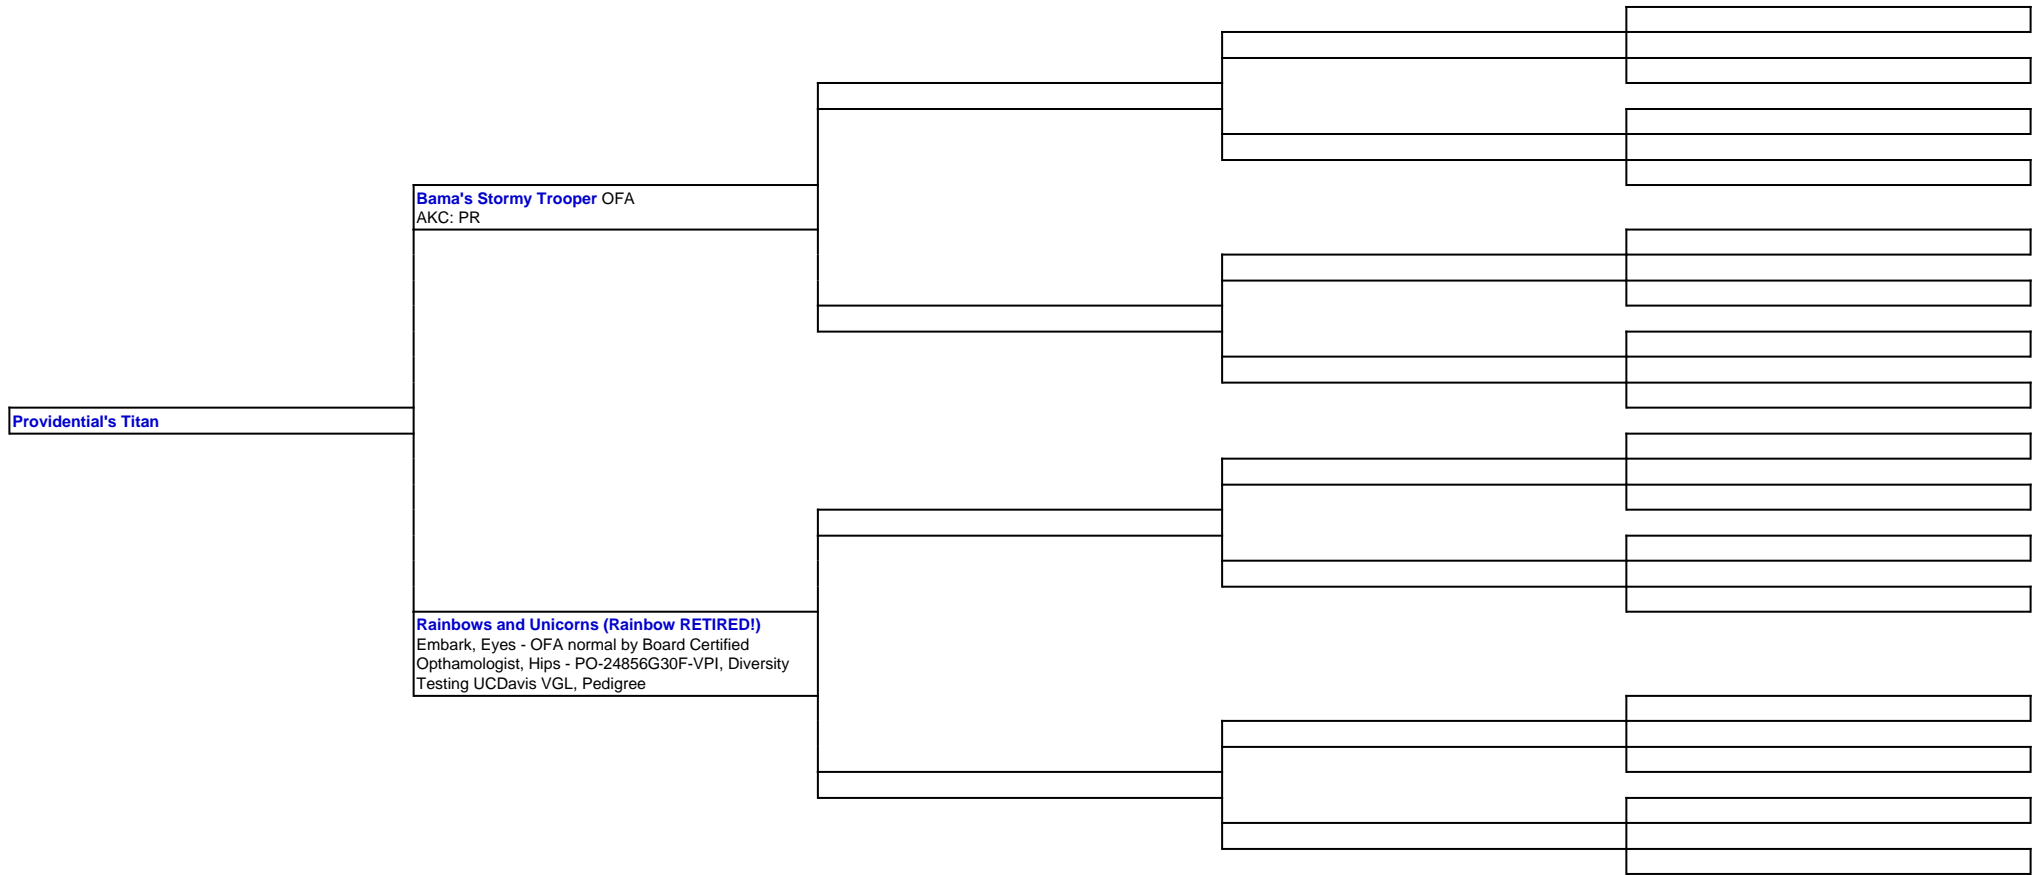 Bama's Stormy Trooper OFA
AKC: PR
Providential's Titan
Rainbows and Unicorns (Rainbow RETIRED!)
Embark, Eyes - OFA normal by Board Certified
Opthamologist, Hips - PO-24856G30F-VPI, Diversity
Testing UCDavis VGL, Pedigree